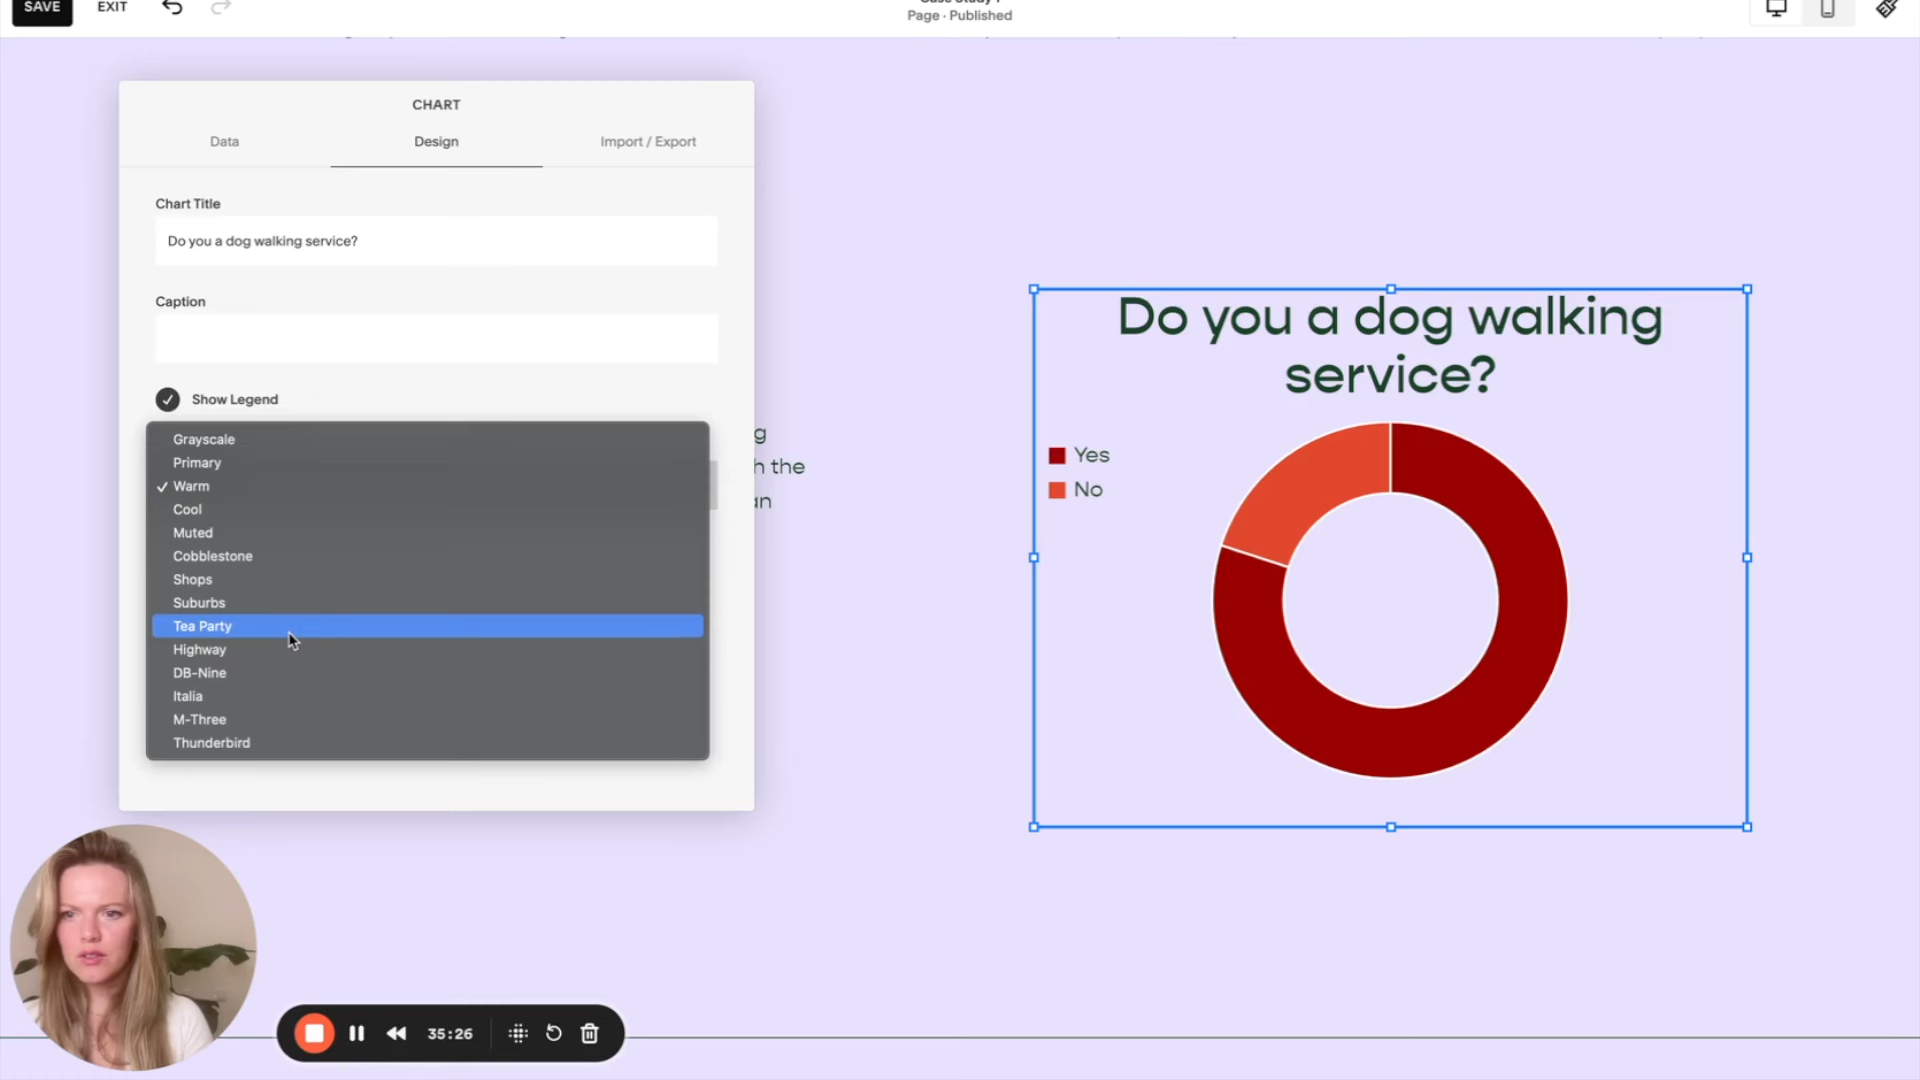 SAVE
EXIT
Page · Published
CHART
Data
Design
Import / Export
Chart Title
Do you a dog walking service?
Caption
Show Legend
Grayscale
Primary
Warm
Cool
Muted
Cobblestone
Shops
Suburbs
Tea Party
Highway
DB-Nine
Italia
M-Three
Thunderbird
g
h the
an
Do you a dog walking
service?
Yes
No
35:26